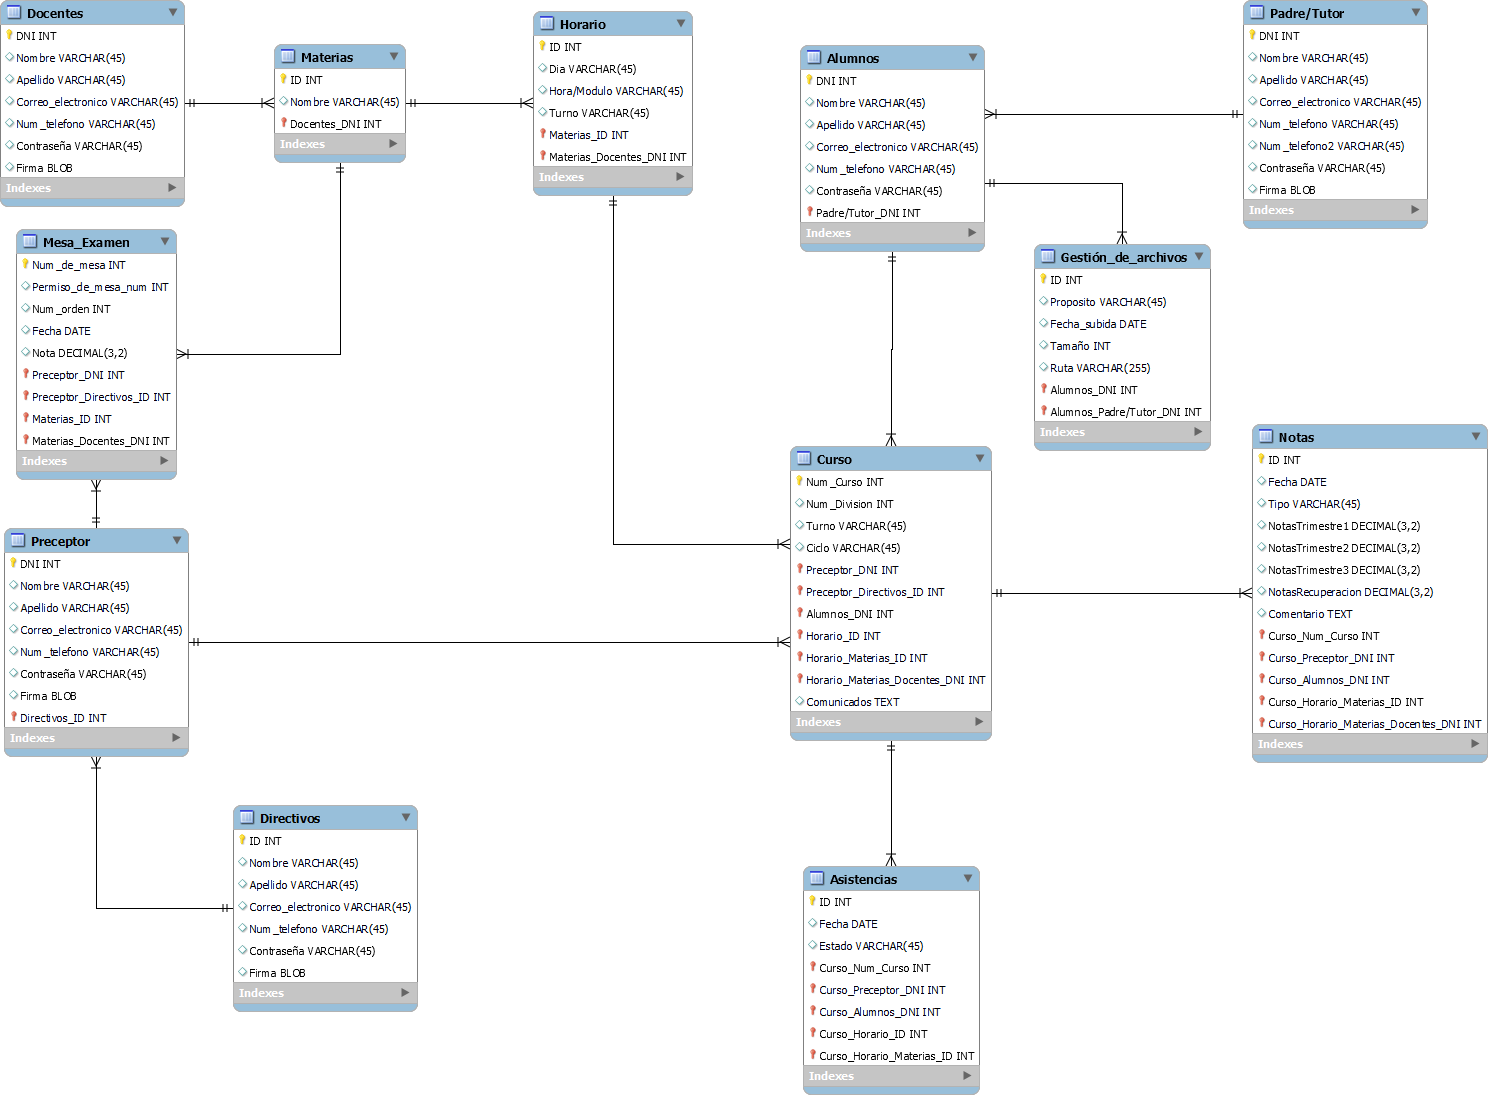 Docentes
DNI INT
Nombre VARCHAR(45)
Apellido VARCHAR(45)
Correo_electronico VARCHAR(45)
Num_telefono VARCHAR(45)
Contraseña VARCHAR(45)
Firma BLOB
Indexes
Materias
ID INT
Nombre VARCHAR(45)
Docentes_DNI INT
Indexes
Horario
ID INT
Dia VARCHAR(45)
Hora/Modulo VARCHAR(45)
Turno VARCHAR(45)
Materias_ID INT
Materias_Docentes_DNI INT
Indexes
Alumnos
DNI INT
Nombre VARCHAR(45)
Apellido VARCHAR(45)
Correo_electronico VARCHAR(45)
Num_telefono VARCHAR(45)
Contraseña VARCHAR(45)
Padre/Tutor_DNI INT
Indexes
Padre/Tutor
DNI INT
Nombre VARCHAR(45)
Apellido VARCHAR(45)
Correo_electronico VARCHAR(45)
Num_telefono VARCHAR(45)
Num_telefono2 VARCHAR(45)
Contraseña VARCHAR(45)
Firma BLOB
Indexes
Mesa_Examen
Num_de_mesa INT
Permiso_de_mesa_num INT
Num_orden INT
Fecha DATE
Nota DECIMAL(3,2)
Preceptor_DNI INT
Preceptor_Directivos_ID INT
Materias_ID INT
Materias_Docentes_DNI INT
Indexes
Gestión_de_archivos
ID INT
Proposito VARCHAR(45)
Fecha_subida DATE
Tamaño INT
Ruta VARCHAR(255)
Alumnos_DNI INT
Alumnos_Padre/Tutor_DNI INT
Indexes
Preceptor
DNI INT
Nombre VARCHAR(45)
Apellido VARCHAR(45)
Correo_electronico VARCHAR(45)
Num_telefono VARCHAR(45)
Contraseña VARCHAR(45)
Firma BLOB
Directivos_ID INT
Indexes
Curso
Num_Curso INT
Num_Division INT
Turno VARCHAR(45)
Ciclo VARCHAR(45)
Preceptor_DNI INT
Preceptor_Directivos_ID INT
Alumnos_DNI INT
Horario_ID INT
Horario_Materias_ID INT
Horario_Materias_Docentes_DNI INT
Comunicados TEXT
Indexes
Notas
ID INT
Fecha DATE
Tipo VARCHAR(45)
NotasTrimestre1 DECIMAL(3,2)
NotasTrimestre2 DECIMAL(3,2)
NotasTrimestre3 DECIMAL(3,2)
NotasRecuperacion DECIMAL(3,2)
Comentario TEXT
Curso_Num_Curso INT
Curso_Preceptor_DNI INT
Curso_Alumnos_DNI INT
Curso_Horario_Materias_ID INT
Curso_Horario_Materias_Docentes_DNI INT
Indexes
Directivos
ID INT
Nombre VARCHAR(45)
Apellido VARCHAR(45)
Correo_electronico VARCHAR(45)
Num_telefono VARCHAR(45)
Contraseña VARCHAR(45)
Firma BLOB
Indexes
Asistencias
ID INT
Fecha DATE
Estado VARCHAR(45)
Curso_Num_Curso INT
Curso_Preceptor_DNI INT
Curso_Alumnos_DNI INT
Curso_Horario_ID INT
Curso_Horario_Materias_ID INT
Indexes